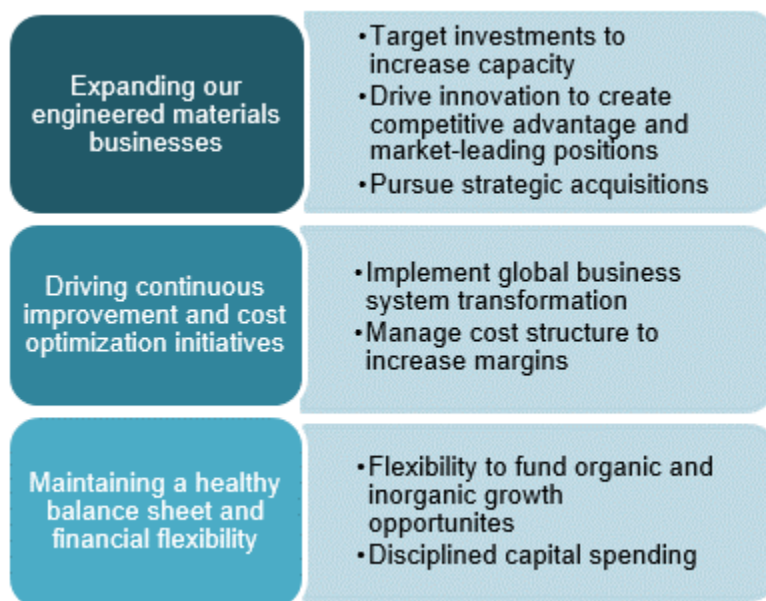 Expanding our
engineered materials
businesses
•Target investments to
increase capacity
•Drive innovation to create
competitive advantage and
market-leading positions
•Pursue strategic acquisitions
Driving continuous
improvement and cost
optimization initiatives
•Implement global business
system transformation
•Manage cost structure to
increase margins
Maintaining a healthy
balance sheet and
financial flexibility
•Flexibility to fund organic and
inorganic growth
opportunites
•Disciplined capital spending